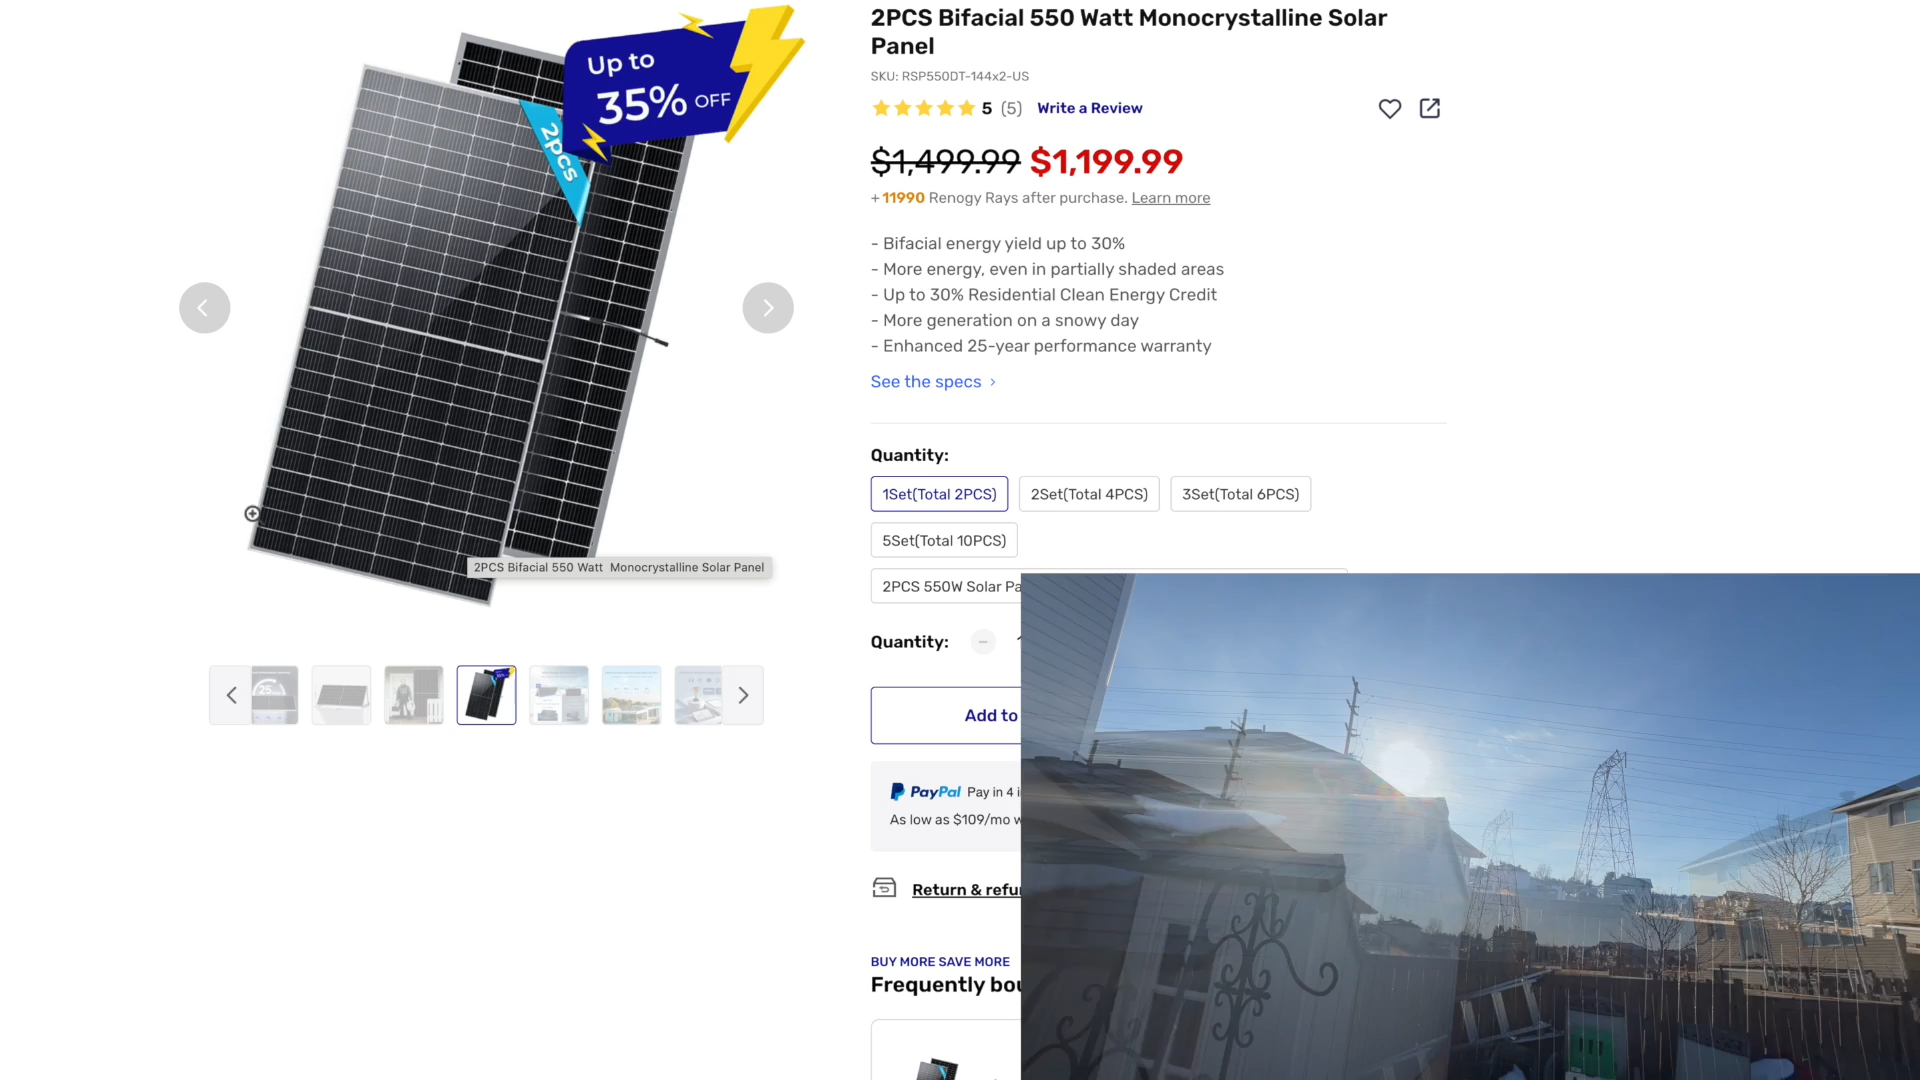 Up to
35% OFF
2pcs
2PCS Bifacial 550 Watt Monocrystalline Solar Panel
2PCS Bifacial 550 Watt Monocrystalline Solar
Panel
SKU: RSP550DT-144x2-US
5 (5) Write a Review
$1,499.99 $1,199.99
+ 11990 Renogy Rays after purchase. Learn more
- Bifacial energy yield up to 30%
- More energy, even in partially shaded areas
- Up to 30% Residential Clean Energy Credit
- More generation on a snowy day
- Enhanced 25-year performance warranty
See the specs
Quantity:
1Set(Total 2PCS) 2Set(Total 4PCS) 3Set(Total 6PCS)
5Set(Total 10PCS)
2PCS 550W Solar Pa
Quantity:
Add to
PayPal Pay in 4 i
As low as $109/mo w
Return & refu
BUY MORE SAVE MORE
Frequently bou